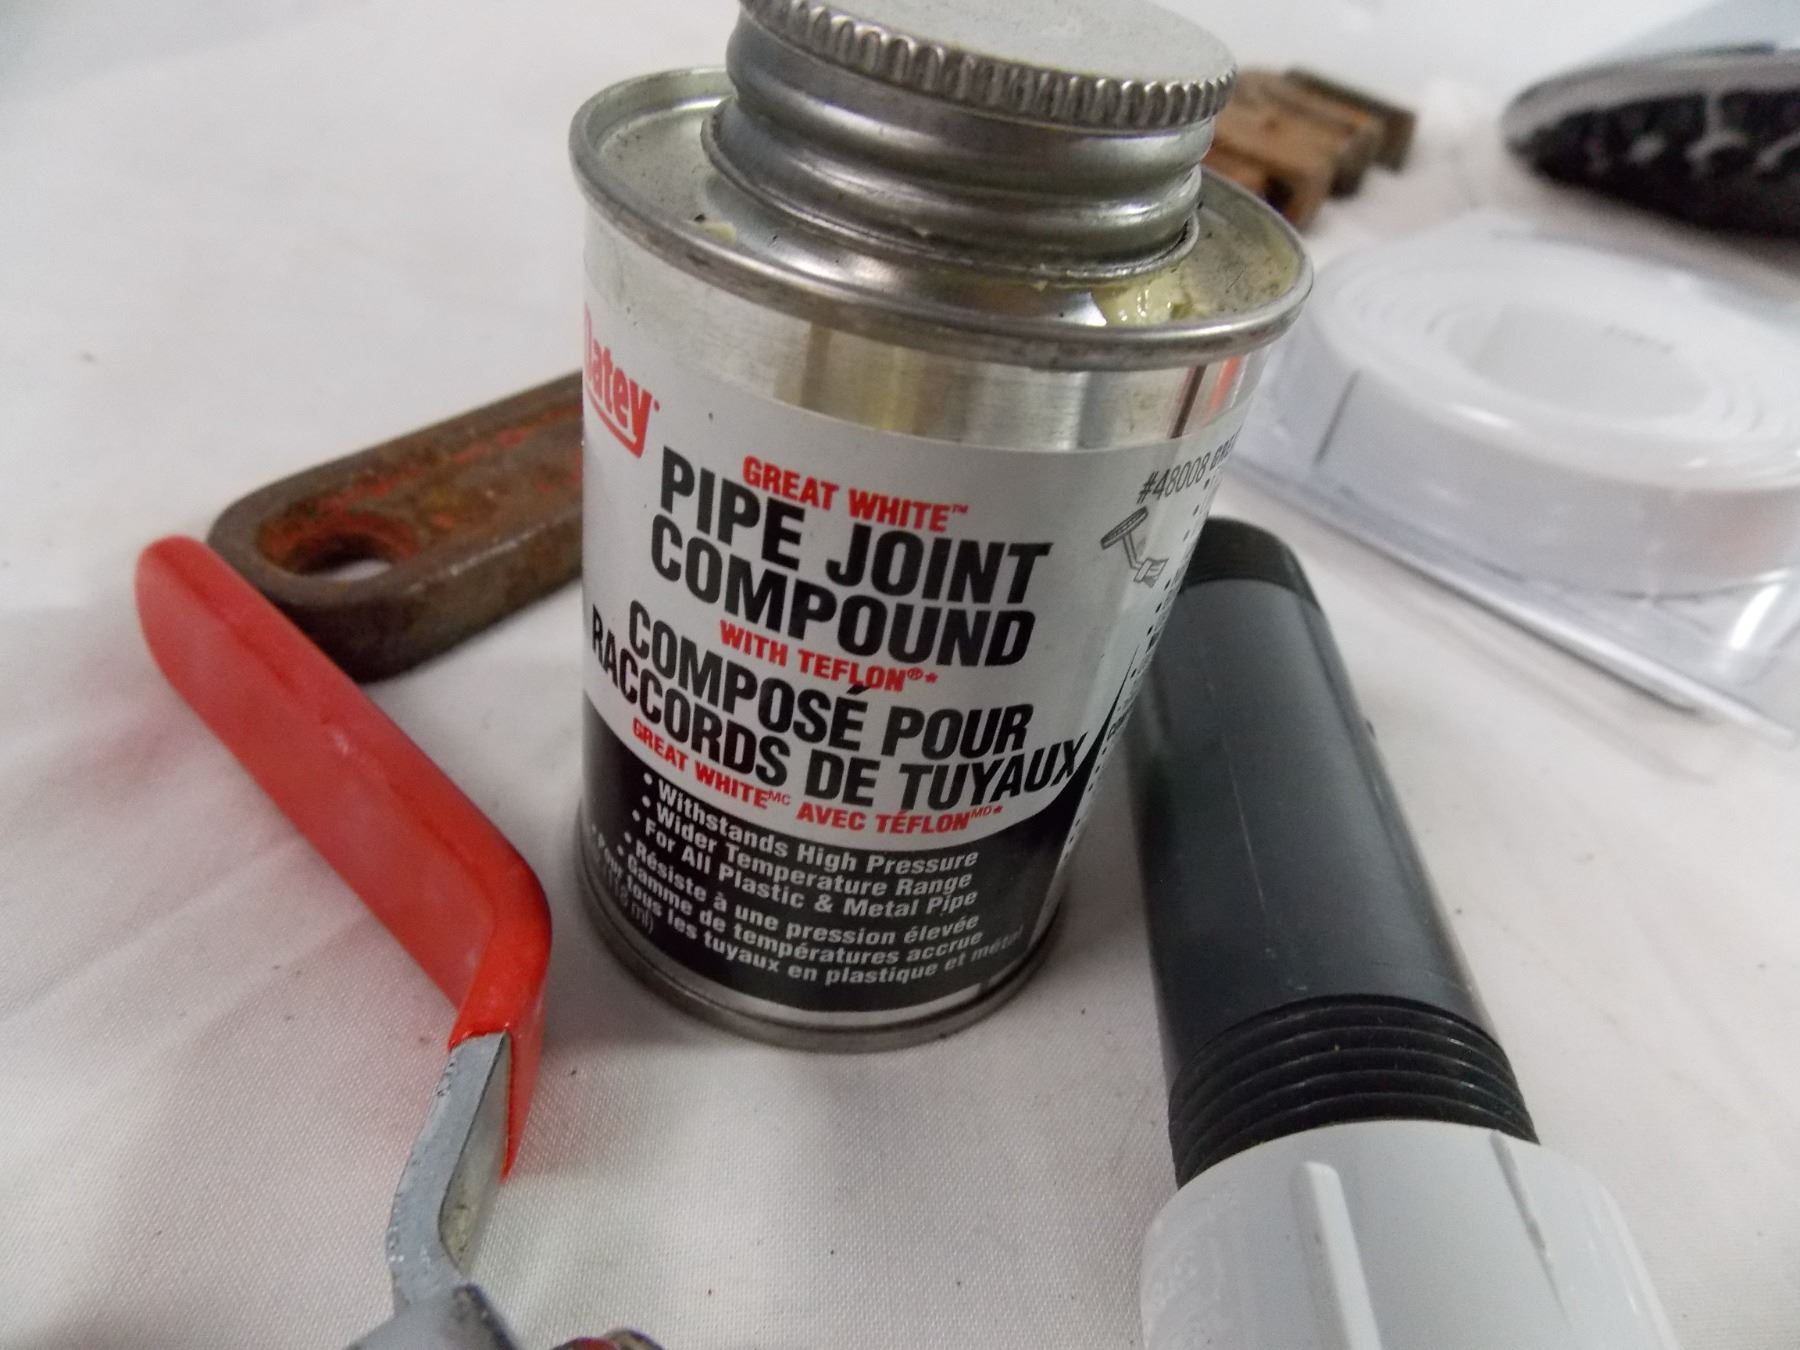 Oatey
GREAT WHITE™
PIPE JOINT
COMPOUND
WITH TEFLON®*
COMPOSÉ POUR
RACCORDS DE TUYAUX
GREAT WHITE MC AVEC TÉFLON MD*
• Withstands High Pressure
• Wider Temperature Range
• For All Plastic & Metal Pipe
• Résiste à une pression élevée
• Gamme de températures accrue
• Pour tous les tuyaux en plastique et métal
#48008